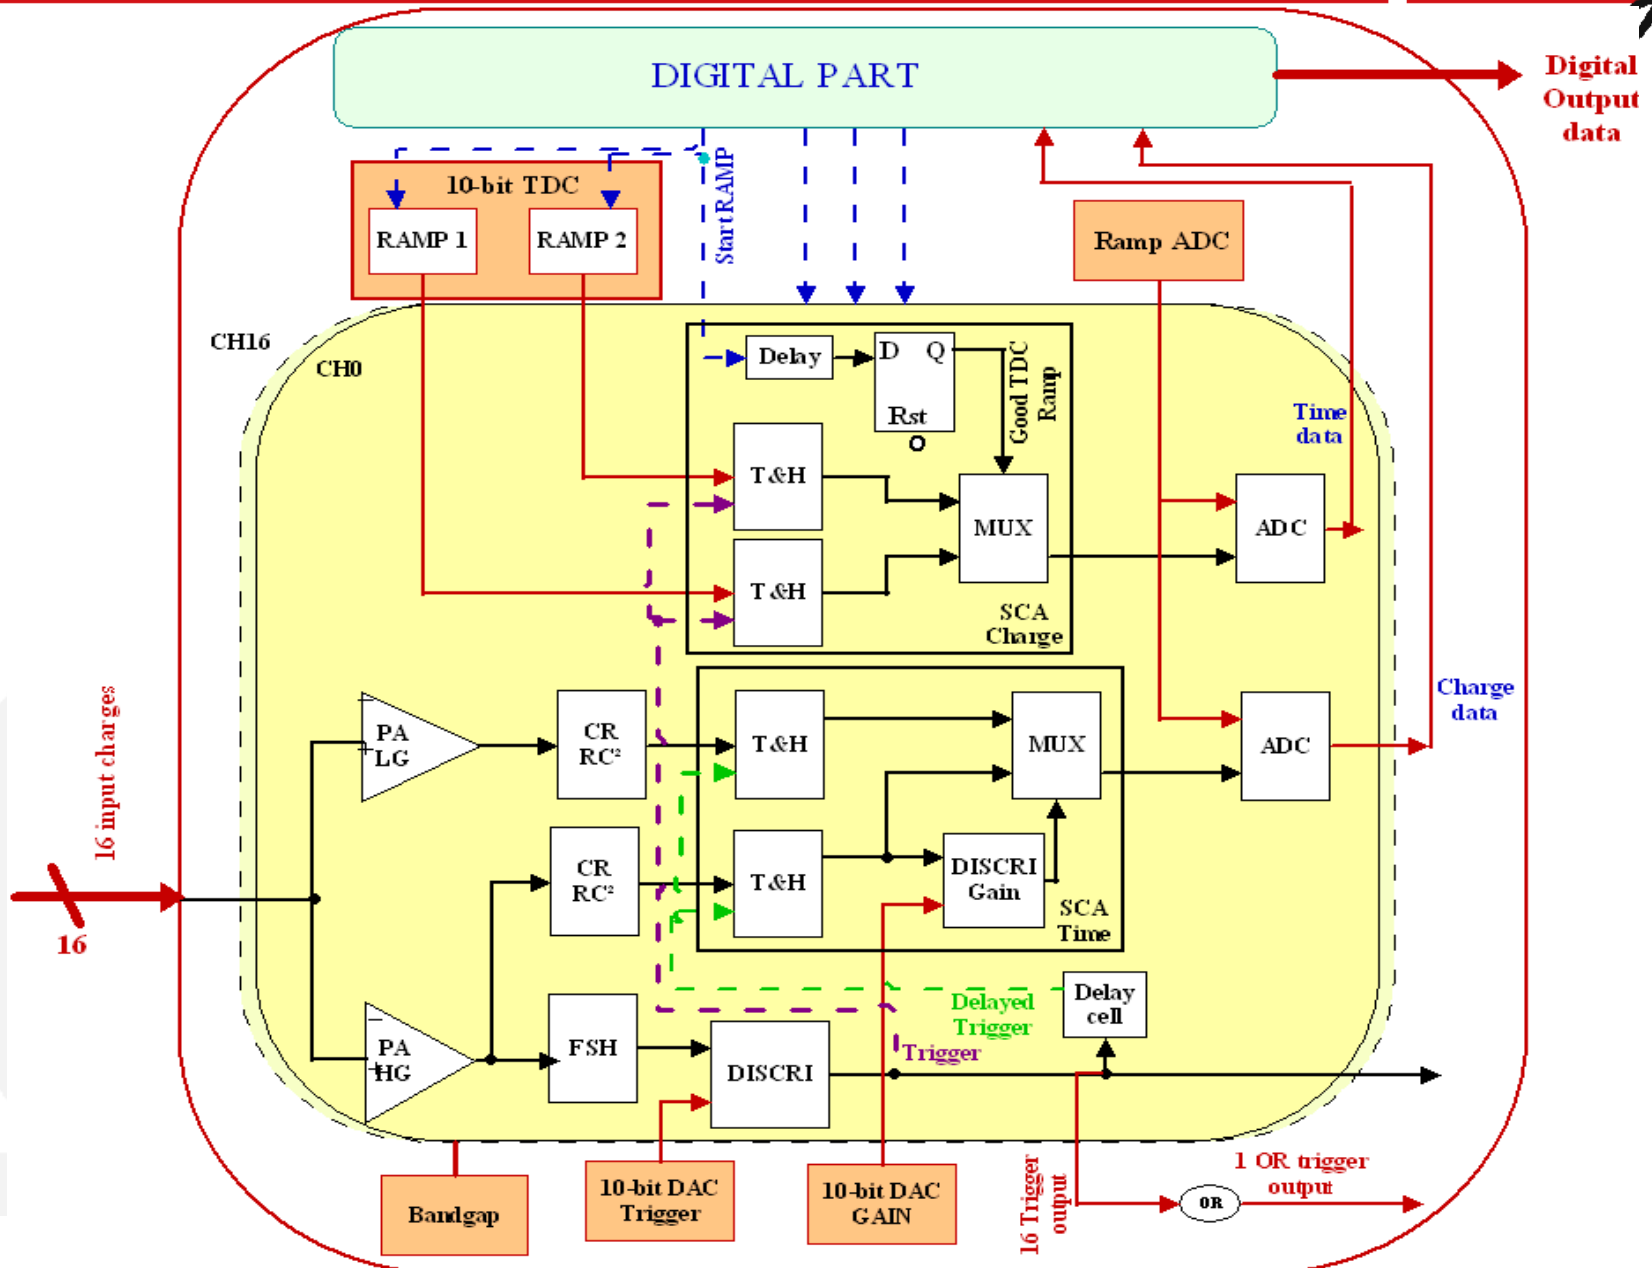 DIGITAL PART
Digital
Output
data
10-bit TDC
RAMP 1
RAMP 2
Start RAMP
Ramp ADC
CH16
CH0
Delay
D Q
Rst
Good TDC
Ramp
T&H
MUX
T&H
SCA
Charge
Time
data
ADC
16 input charges
16
PA
LG
CR
RC²
T&H
MUX
ADC
Charge
data
CR
RC²
T&H
DISCRI
Gain
SCA
Time
PA
HG
FSH
DISCRI
Delayed
Trigger
Trigger
Delay
cell
Bandgap
10-bit DAC
Trigger
10-bit DAC
GAIN
16 Trigger
output
OR
1 OR trigger
output